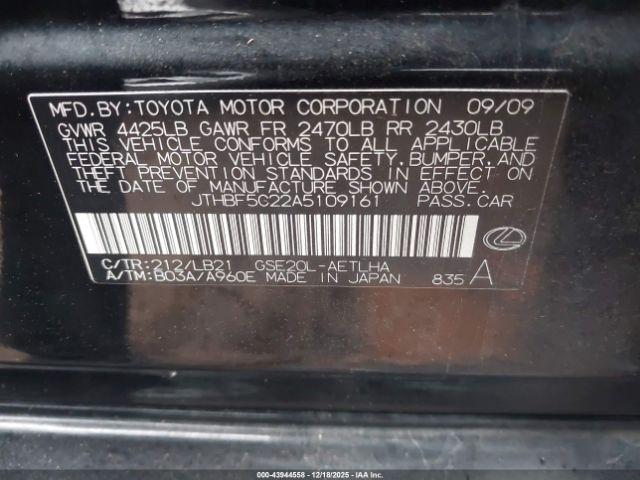 MFD.BY:TOYOTA MOTOR CORPORATION 09/09
GVWR 4425LB GAWR FR 2470LB RR 2430LB
THIS VEHICLE CONFORMS TO ALL APPLICABLE
FEDERAL MOTOR VEHICLE SAFETY, BUMPER, AND
THEFT PREVENTION STANDARDS IN EFFECT ON
THE DATE OF MANUFACTURE SHOWN ABOVE.
JTHBF5C22A5109161 PASS.CAR
C/TR:212/LB21 GSE20L-AETLHA
A/TM:B03A/A960E MADE IN JAPAN 835 A
000-43944558 - 12/18/2025 - IAA Inc.